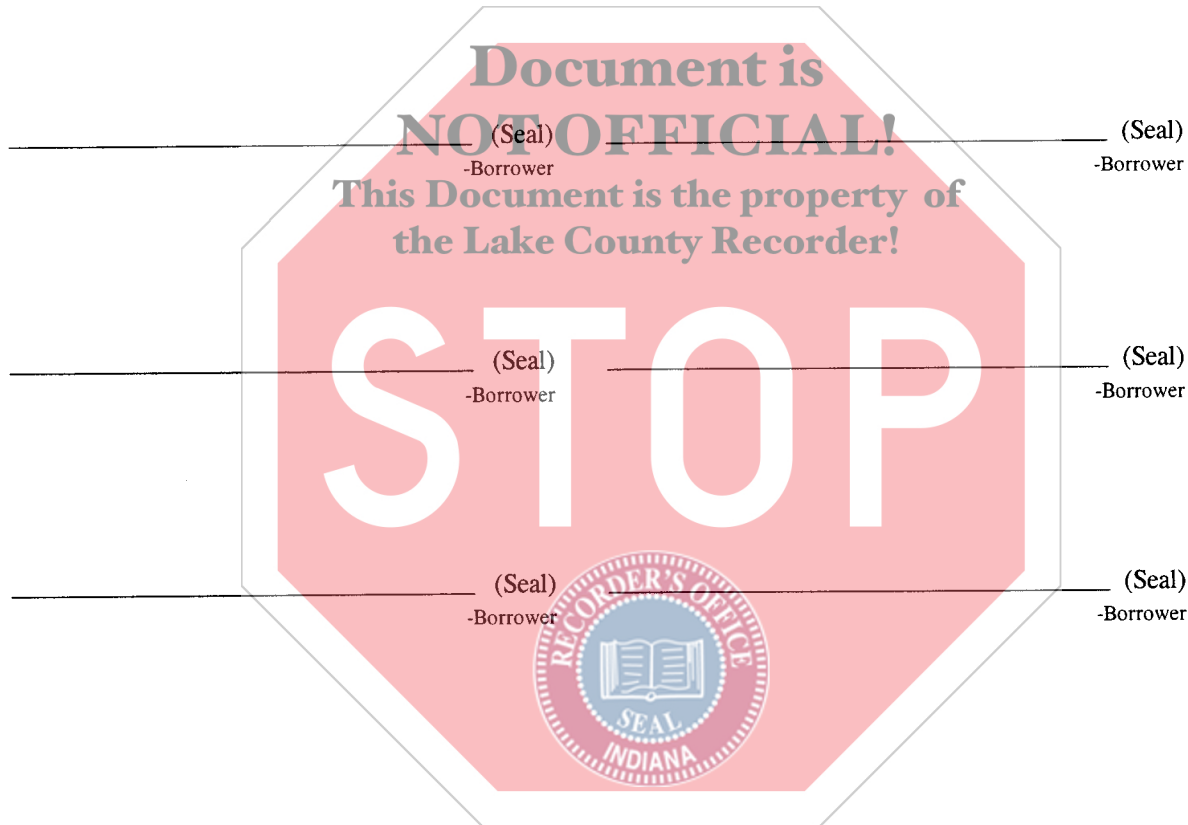 Document is
NOT OFFICIAL!
(Seal) (Seal)
-Borrower -Borrower
This Document is the property of
the Lake County Recorder!
STOP
(Seal) (Seal)
-Borrower -Borrower
(Seal) (Seal)
-Borrower -Borrower
RECORDER'S OFFICE
SEAL
INDIANA